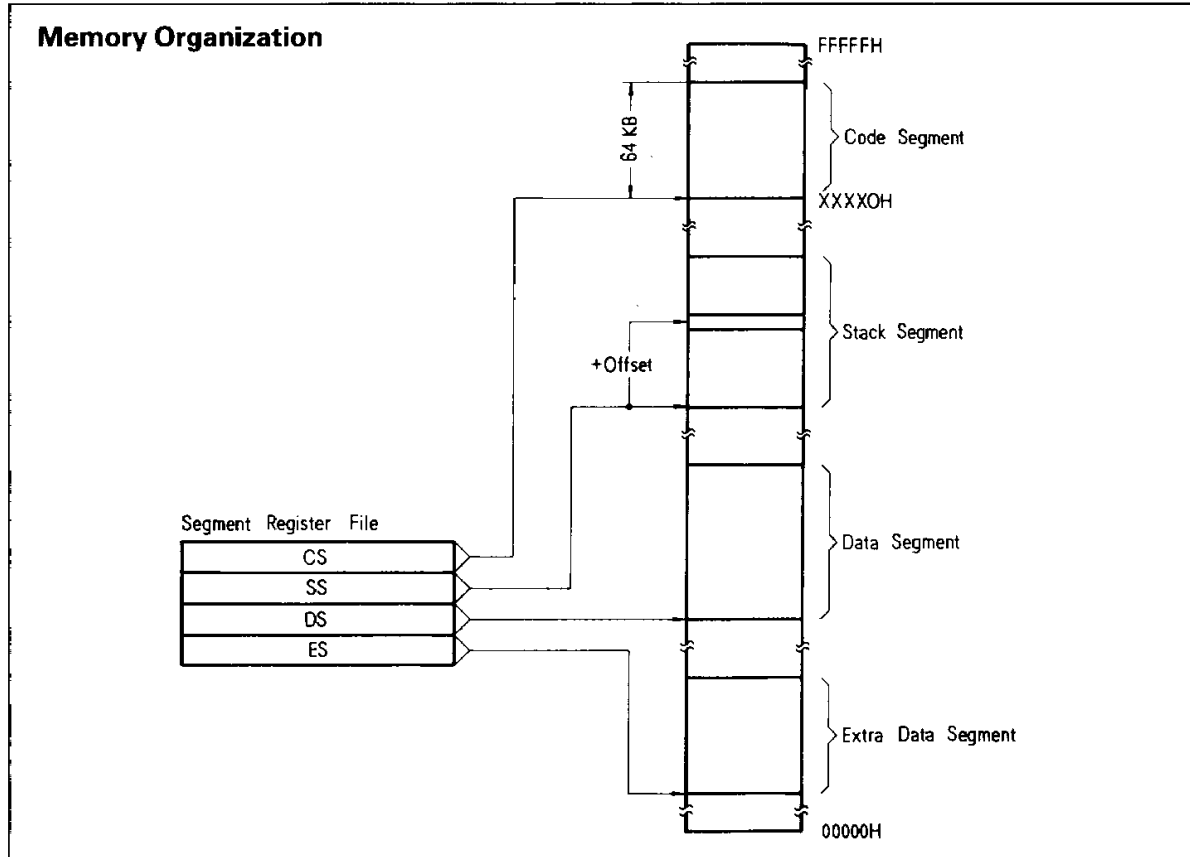 Memory Organization
FFFFFH
64 KB
Code Segment
XXXXOH
+Offset
Stack Segment
Segment Register File
CS
SS
DS
ES
Data Segment
Extra Data Segment
00000H